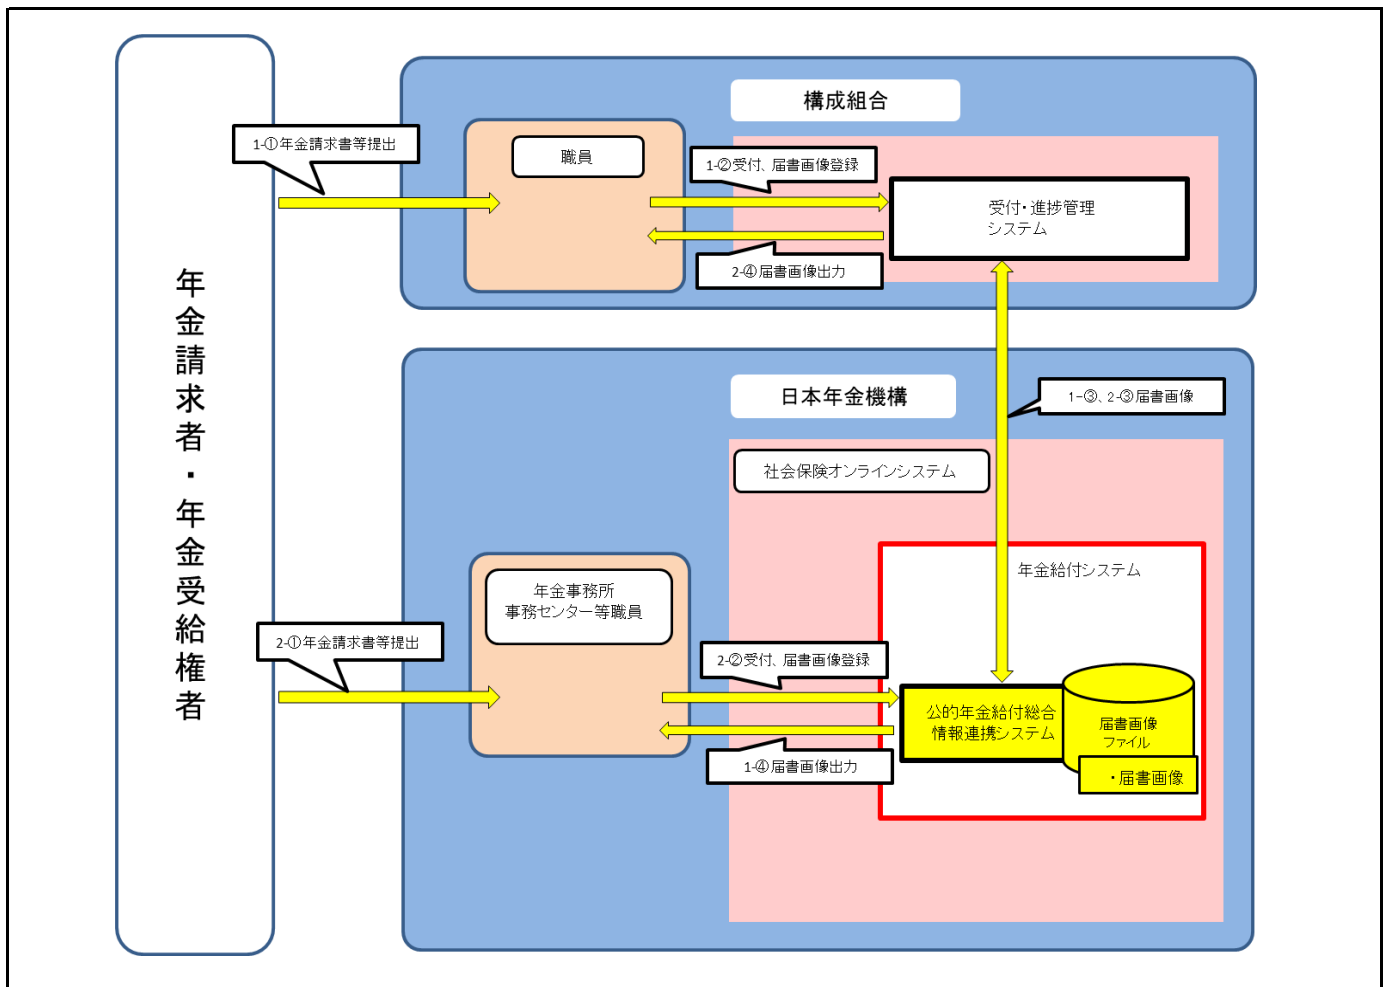 年金請求者・年金受給権者
構成組合
職員
1-①年金請求書等提出
1-②受付、届書画像登録
受付・進捗管理
システム
2-④届書画像出力
日本年金機構
1-③、2-③届書画像
社会保険オンラインシステム
年金給付システム
年金事務所
事務センター等職員
2-①年金請求書等提出
2-②受付、届書画像登録
公的年金給付総合
情報連携システム
届書画像
ファイル
・届書画像
1-④届書画像出力